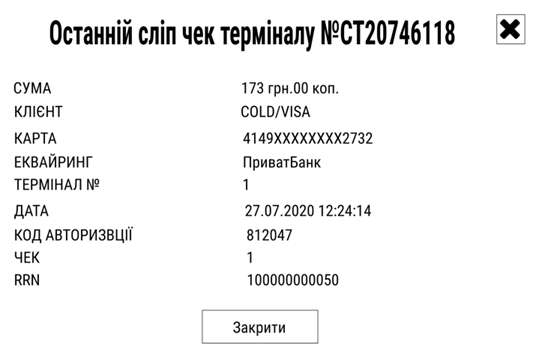 Останній сліп чек терміналу №CT20746118
СУМА 173 грн.00 коп.
КЛІЄНТ COLD/VISA
КАРТА 4149XXXXXXXX2732
ЕКВАЙРИНГ ПриватБанк
ТЕРМІНАЛ № 1
ДАТА 27.07.2020 12:24:14
КОД АВТОРИЗВЦІЇ 812047
ЧЕК 1
RRN 100000000050
Закрити